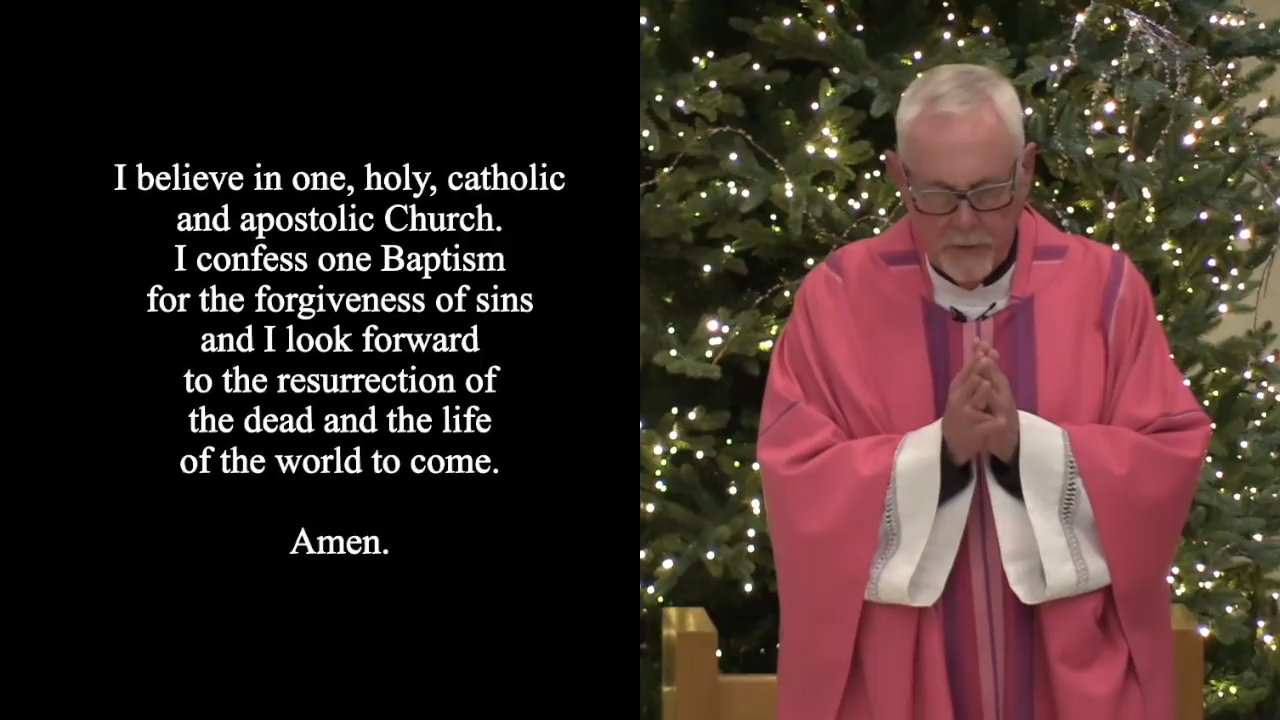 I believe in one, holy, catholic
and apostolic Church.
I confess one Baptism
for the forgiveness of sins
and I look forward
to the resurrection of
the dead and the life
of the world to come.
Amen.